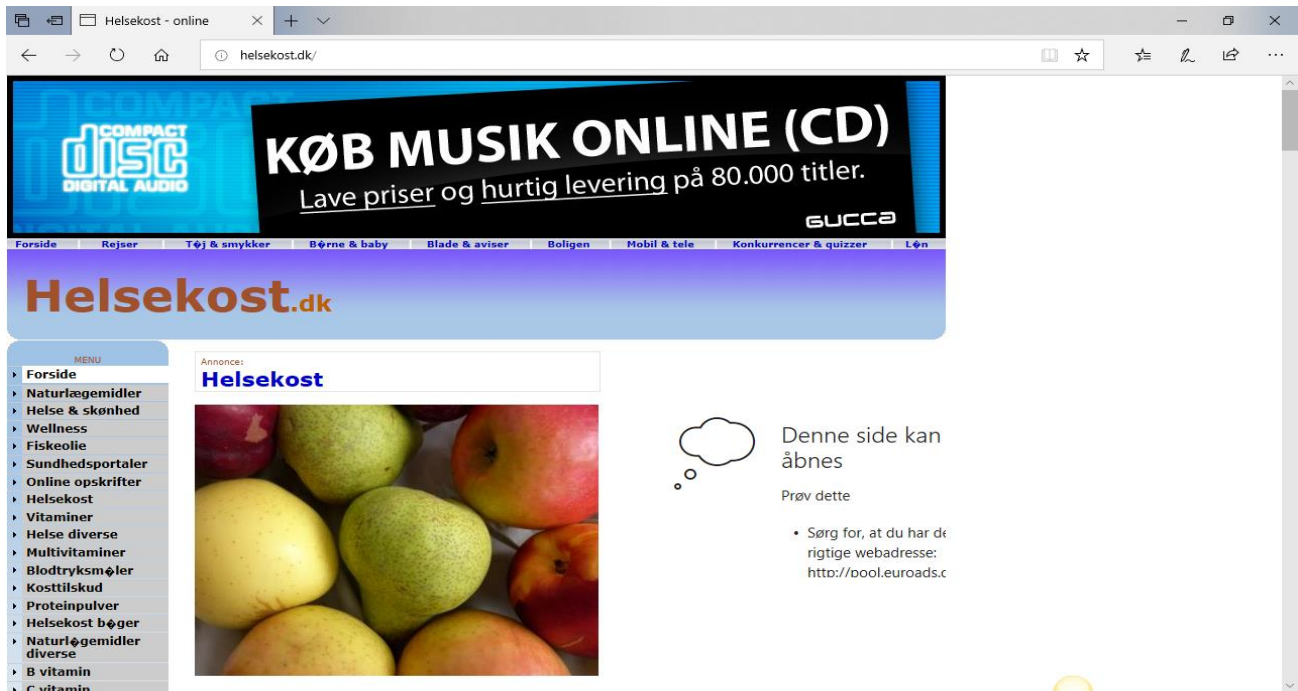 Helsekost - online
helsekost.dk/
COMPACT
disc
DIGITAL AUDIO
KØB MUSIK ONLINE (CD)
Lave priser og hurtig levering på 80.000 titler.
GUCCA
Forside Rejser T�j & smykker B�rne & baby Blade & aviser Boligen Mobil & tele Konkurrencer & quizzer L�n
Helsekost.dk
MENU
Forside
Naturlægemidler
Helse & skønhed
Wellness
Fiskeolie
Sundhedsportaler
Online opskrifter
Helsekost
Vitaminer
Helse diverse
Multivitaminer
Blodtryksm�ler
Kosttilskud
Proteinpulver
Helsekost b�ger
Naturl�gemidler
diverse
B vitamin
C vitamin
Annonce:
Helsekost
Denne side kan
åbnes
Prøv dette
• Sørg for, at du har de
rigtige webadresse:
http://pool.euroads.